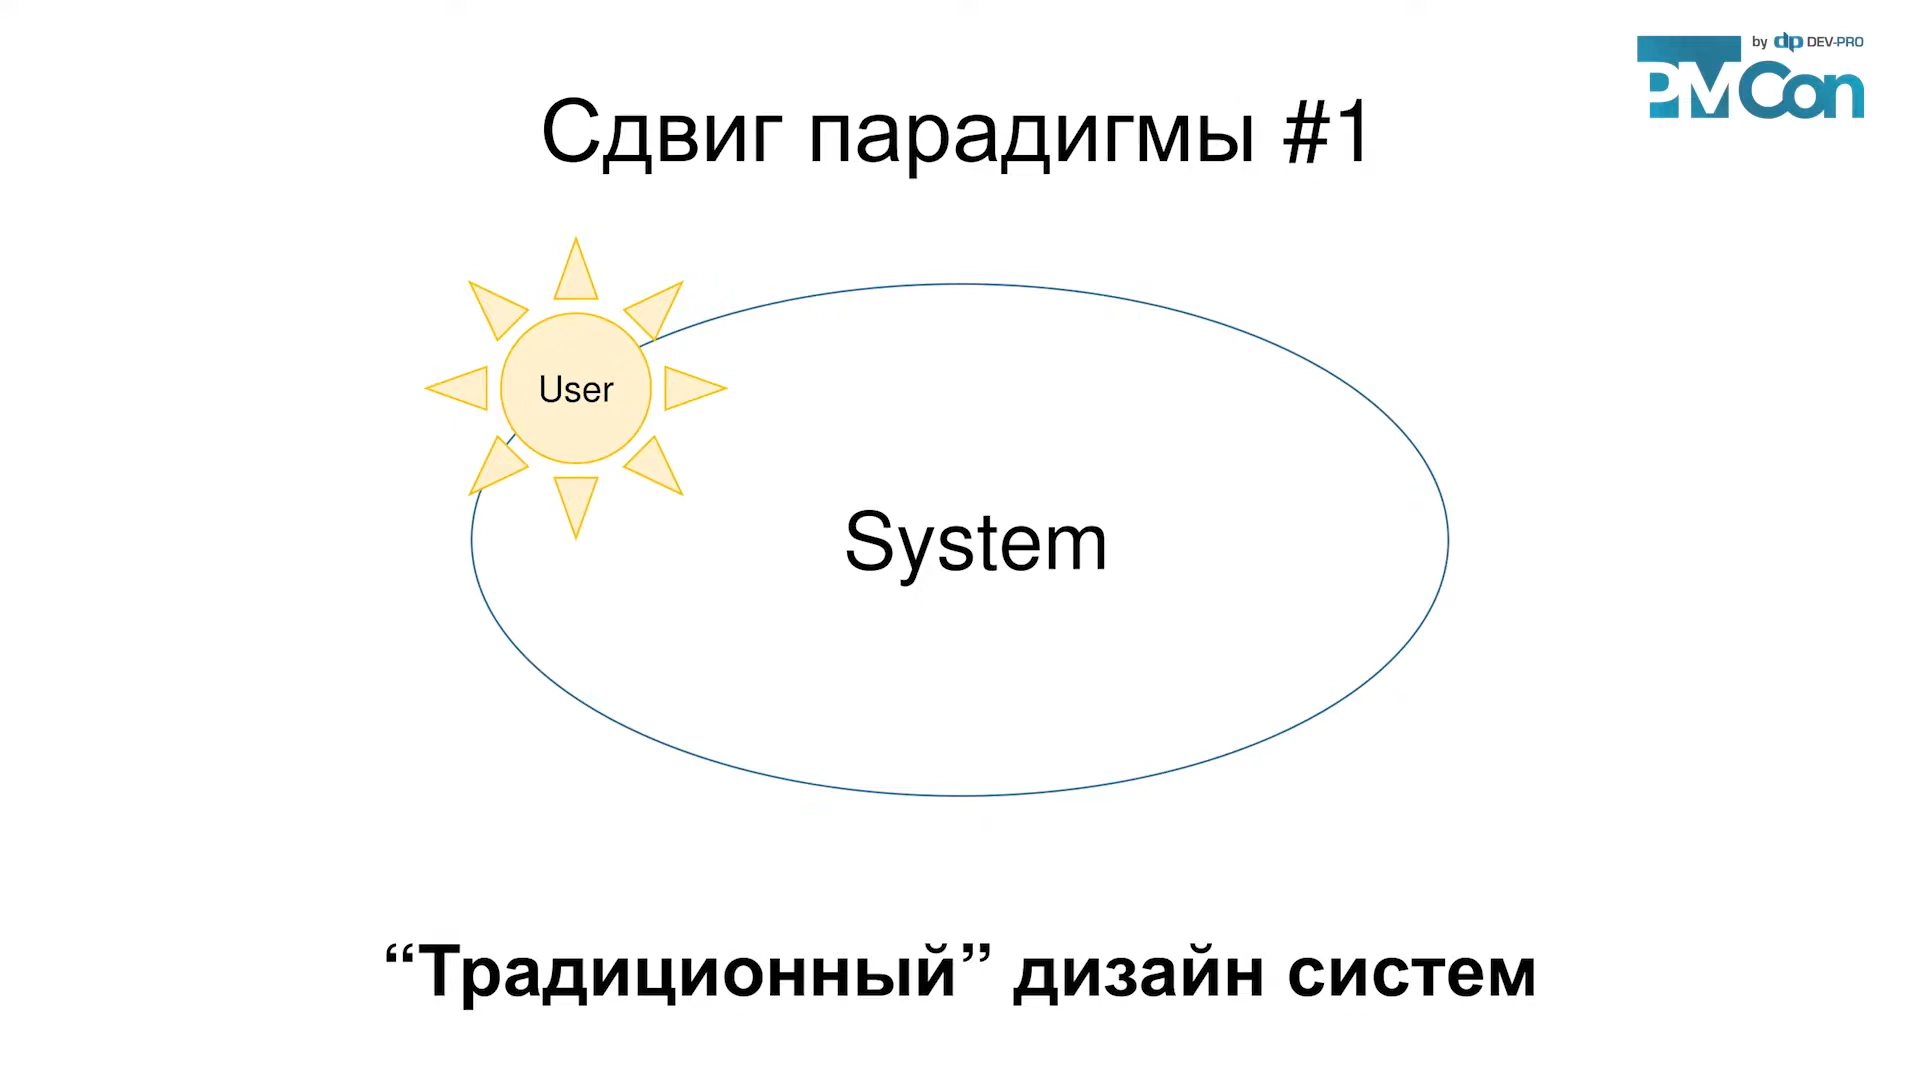 by dp DEV-PRO
PMCon
Сдвиг парадигмы #1
User
System
“Традиционный” дизайн систем